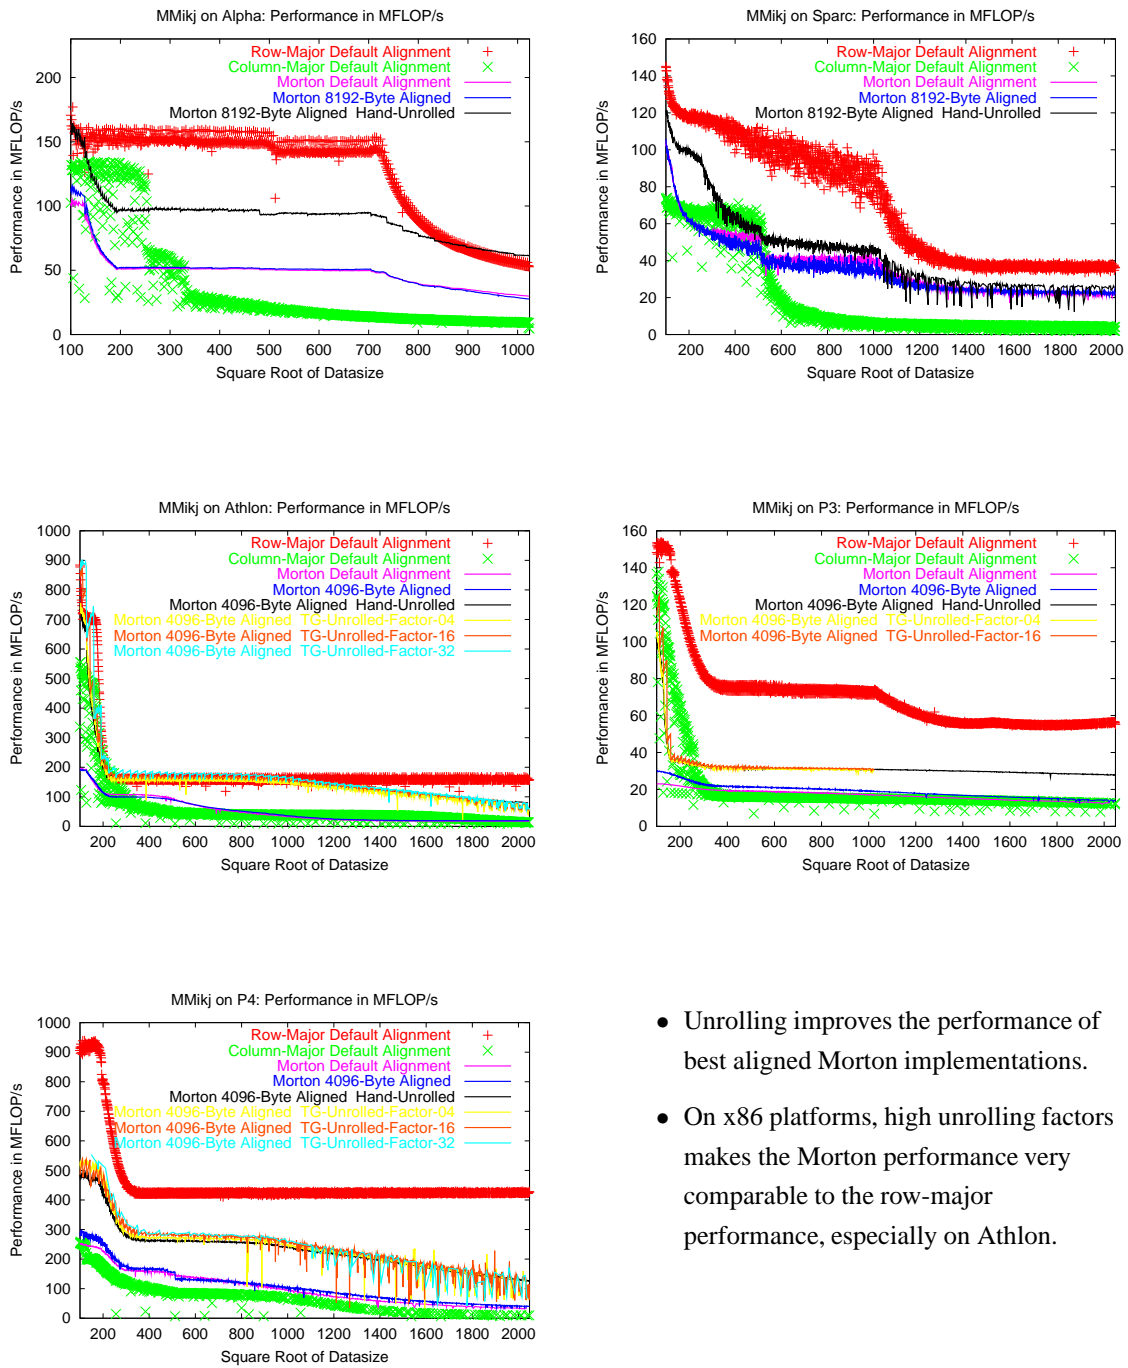 MMikj on Alpha: Performance in MFLOP/s
Performance in MFLOP/s
200
150
100
50
0
Row-Major Default Alignment
Column-Major Default Alignment
Morton Default Alignment
Morton 8192-Byte Aligned
Morton 8192-Byte Aligned  Hand-Unrolled
100 200 300 400 500 600 700 800 900 1000
Square Root of Datasize
MMikj on Sparc: Performance in MFLOP/s
Performance in MFLOP/s
160
140
120
100
80
60
40
20
0
Row-Major Default Alignment
Column-Major Default Alignment
Morton Default Alignment
Morton 8192-Byte Aligned
Morton 8192-Byte Aligned  Hand-Unrolled
200 400 600 800 1000 1200 1400 1600 1800 2000
Square Root of Datasize
MMikj on Athlon: Performance in MFLOP/s
Performance in MFLOP/s
1000
900
800
700
600
500
400
300
200
100
0
Row-Major Default Alignment
Column-Major Default Alignment
Morton Default Alignment
Morton 4096-Byte Aligned
Morton 4096-Byte Aligned  Hand-Unrolled
Morton 4096-Byte Aligned  TG-Unrolled-Factor-04
Morton 4096-Byte Aligned  TG-Unrolled-Factor-16
Morton 4096-Byte Aligned  TG-Unrolled-Factor-32
200 400 600 800 1000 1200 1400 1600 1800 2000
Square Root of Datasize
MMikj on P3: Performance in MFLOP/s
Performance in MFLOP/s
160
140
120
100
80
60
40
20
0
Row-Major Default Alignment
Column-Major Default Alignment
Morton Default Alignment
Morton 4096-Byte Aligned
Morton 4096-Byte Aligned  Hand-Unrolled
Morton 4096-Byte Aligned  TG-Unrolled-Factor-04
Morton 4096-Byte Aligned  TG-Unrolled-Factor-16
200 400 600 800 1000 1200 1400 1600 1800 2000
Square Root of Datasize
MMikj on P4: Performance in MFLOP/s
Performance in MFLOP/s
1000
900
800
700
600
500
400
300
200
100
0
Row-Major Default Alignment
Column-Major Default Alignment
Morton Default Alignment
Morton 4096-Byte Aligned
Morton 4096-Byte Aligned  Hand-Unrolled
Morton 4096-Byte Aligned  TG-Unrolled-Factor-04
Morton 4096-Byte Aligned  TG-Unrolled-Factor-16
Morton 4096-Byte Aligned  TG-Unrolled-Factor-32
200 400 600 800 1000 1200 1400 1600 1800 2000
Square Root of Datasize
• Unrolling improves the performance of
best aligned Morton implementations.
• On x86 platforms, high unrolling factors
makes the Morton performance very
comparable to the row-major
performance, especially on Athlon.